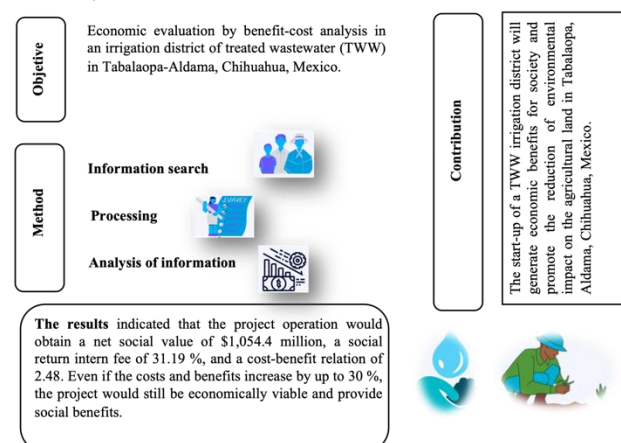 Objetive
Economic evaluation by benefit-cost analysis in
an irrigation district of treated wastewater (TWW)
in Tabalaopa-Aldama, Chihuahua, Mexico.
Method
Information search
Processing
SURVEY
Analysis of information
The results indicated that the project operation would
obtain a net social value of $1,054.4 million, a social
return intern fee of 31.19 %, and a cost-benefit relation of
2.48. Even if the costs and benefits increase by up to 30 %,
the project would still be economically viable and provide
social benefits.
Contribution
The start-up of a TWW irrigation district will
generate economic benefits for society and
promote the reduction of environmental
impact on the agricultural land in Tabalaopa,
Aldama, Chihuahua, Mexico.